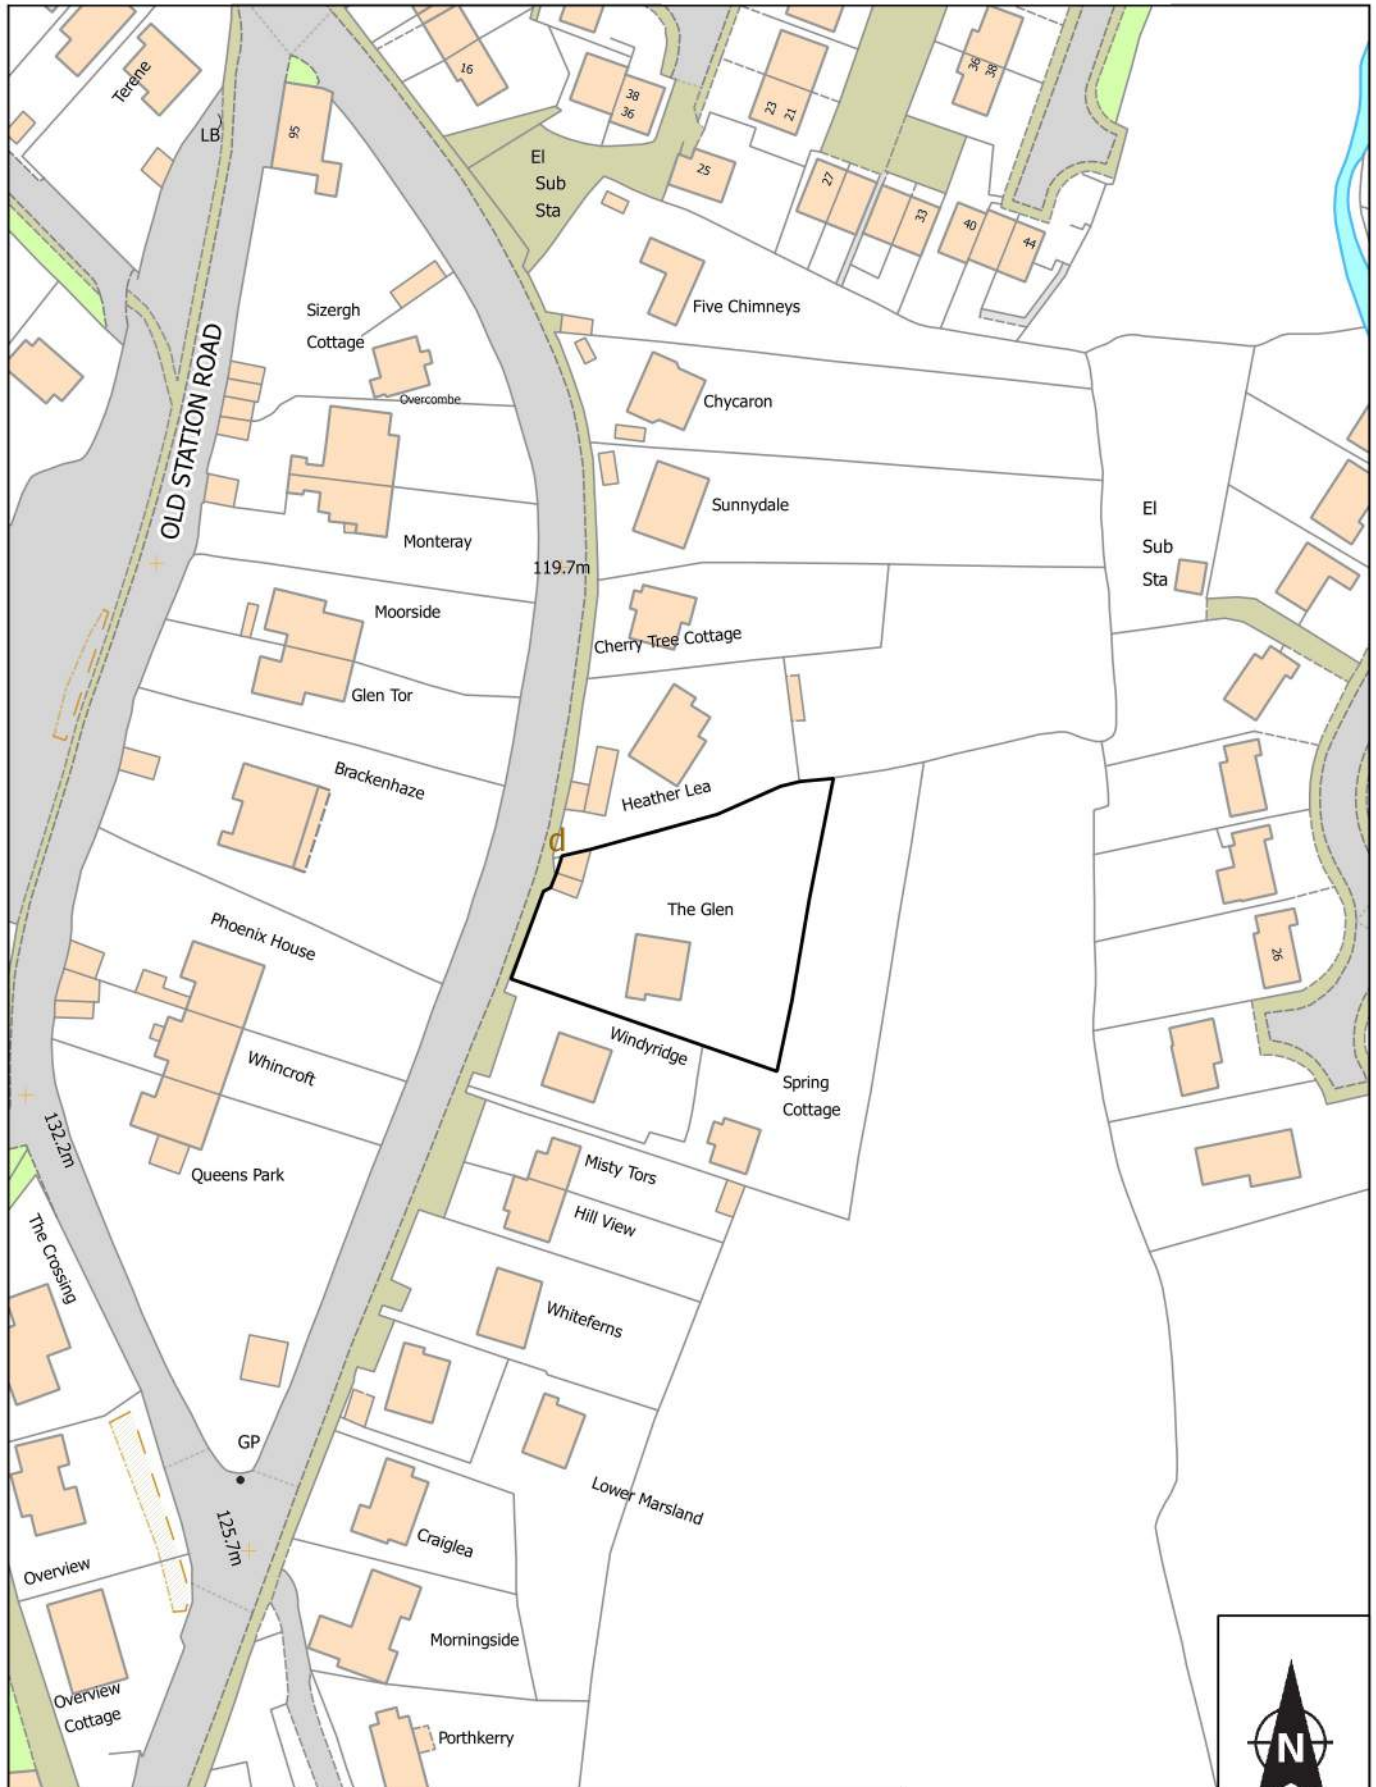 Terene
LB
95
16
38
36
El
Sub
Sta
23
21
25
27
33
36
38
40
44
Five Chimneys
Sizergh
Cottage
Overcombe
Chycaron
OLD STATION ROAD
Sunnydale
El
Sub
Sta
Monteray
119.7m
Moorside
Cherry Tree Cottage
Glen Tor
Brackenhaze
Heather Lea
d
The Glen
Phoenix House
26
Windyridge
Whincroft
Spring
Cottage
132.2m
Queens Park
Misty Tors
Hill View
The Crossing
Whiteferns
GP
Lower Marsland
125.7m
Craiglea
Overview
Morningside
Overview
Cottage
Porthkerry
N